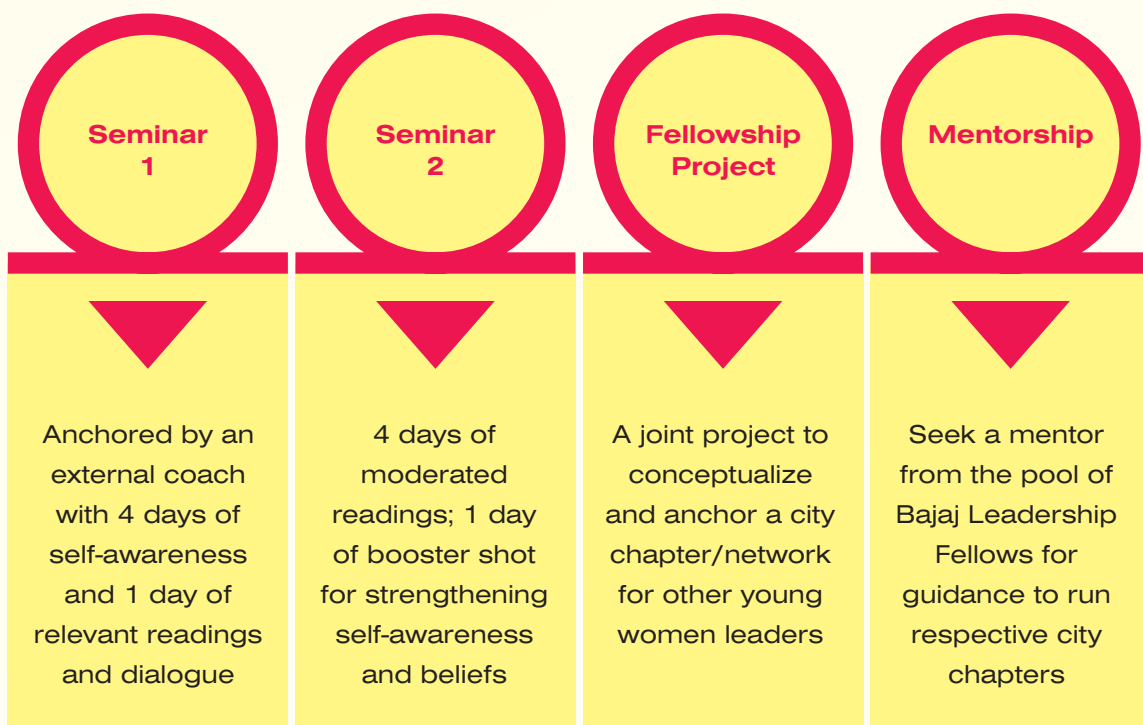 Seminar
1
Anchored by an
external coach
with 4 days of
self-awareness
and 1 day of
relevant readings
and dialogue
Seminar
2
4 days of
moderated
readings; 1 day
of booster shot
for strengthening
self-awareness
and beliefs
Fellowship
Project
A joint project to
conceptualize
and anchor a city
chapter/network
for other young
women leaders
Mentorship
Seek a mentor
from the pool of
Bajaj Leadership
Fellows for
guidance to run
respective city
chapters